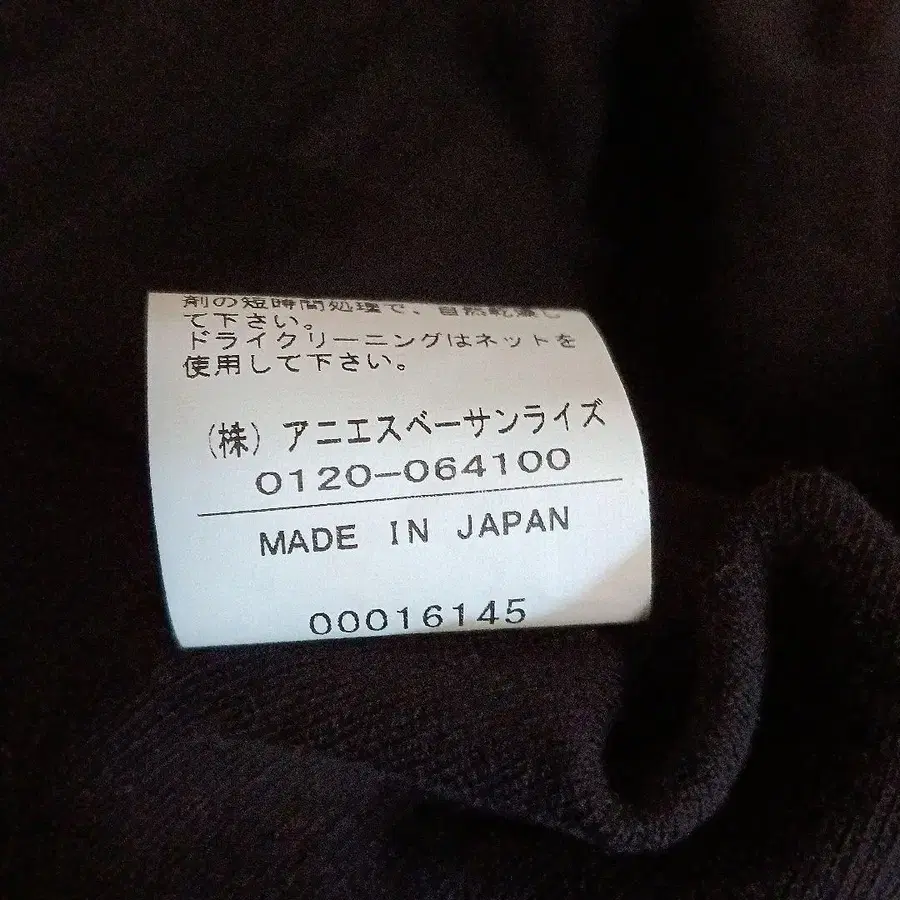 剤の短時間処理で、自然乾燥し
て下さい。
ドライクリーニングはネットを
使用して下さい。
(株)アニエスベーサンライズ
0120-064100
MADE IN JAPAN
00016145